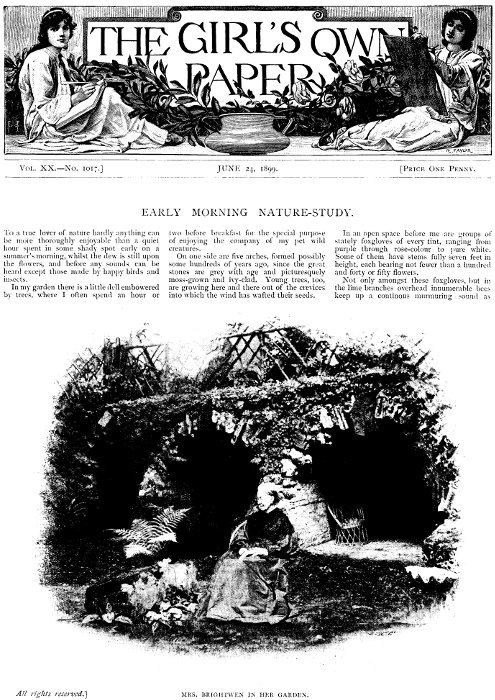 THE GIRL'S OWN
PAPER
VOL. XX.—No. 1017.]
JUNE 24, 1899.
[PRICE ONE PENNY.
EARLY MORNING NATURE-STUDY.
To a true lover of nature hardly anything can
be more thoroughly enjoyable than a quiet
hour spent in some shady spot early on a
summer's morning, whilst the dew is still upon
the flowers, and before any sounds can be
heard except those made by happy birds and
insects.
In my garden there is a little dell embowered
by trees, where I often spend an hour or
two before breakfast for the special purpose
of enjoying the company of my pet wild
creatures.
On one side are five arches, formed possibly
some hundreds of years ago, since the great
stones are grey with age and picturesquely
moss-grown and ivy-clad. Young trees, too,
are growing here and there out of the crevices
into which the wind has wafted their seeds.
In an open space before me are groups of
stately foxgloves of every tint, ranging from
purple through rose-colour to pure white.
Some of them have stems fully seven feet in
height, each bearing not fewer than a hundred
and forty or fifty flowers.
Not only amongst these foxgloves, but in
the lime branches overhead innumerable bees
keep up a continous murmuring sound as
All rights reserved.]
MRS. BRIGHTWEN IN HER GARDEN.